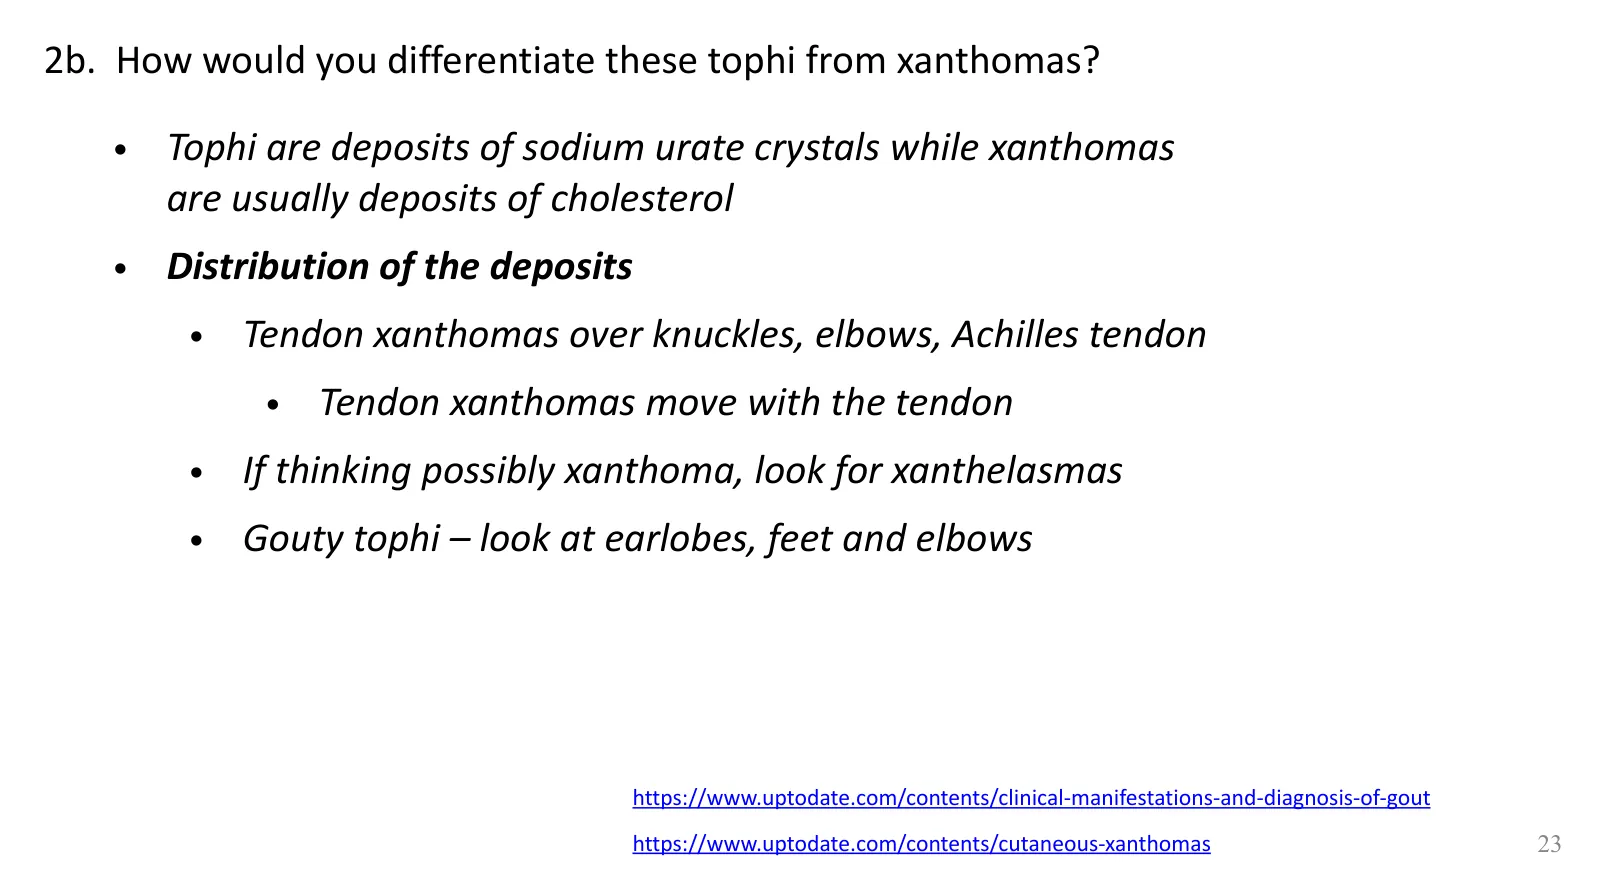 2b. How would you differentiate these tophi from xanthomas?
• Tophi are deposits of sodium urate crystals while xanthomas
are usually deposits of cholesterol
• Distribution of the deposits
• Tendon xanthomas over knuckles, elbows, Achilles tendon
• Tendon xanthomas move with the tendon
• If thinking possibly xanthoma, look for xanthelasmas
• Gouty tophi – look at earlobes, feet and elbows
https://www.uptodate.com/contents/clinical-manifestations-and-diagnosis-of-gout
https://www.uptodate.com/contents/cutaneous-xanthomas
23